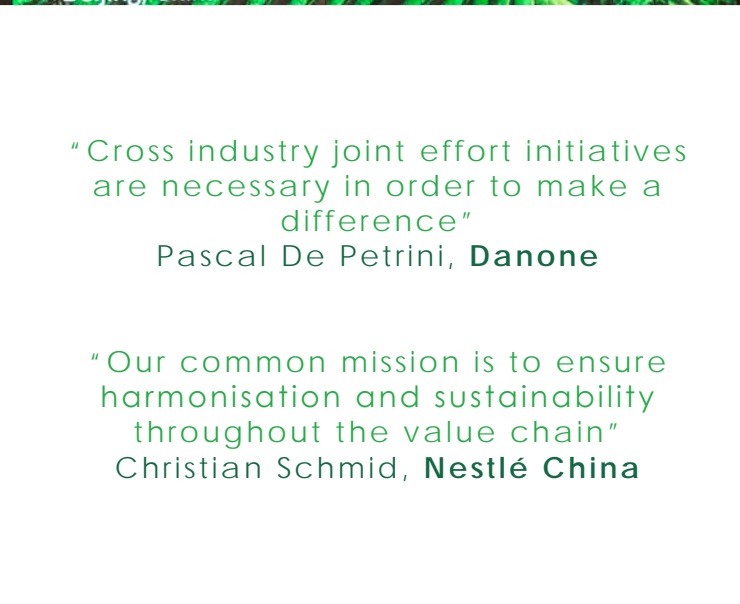 “Cross industry joint effort initiatives
are necessary in order to make a
difference”
Pascal De Petrini, Danone
“Our common mission is to ensure
harmonisation and sustainability
throughout the value chain”
Christian Schmid, Nestlé China